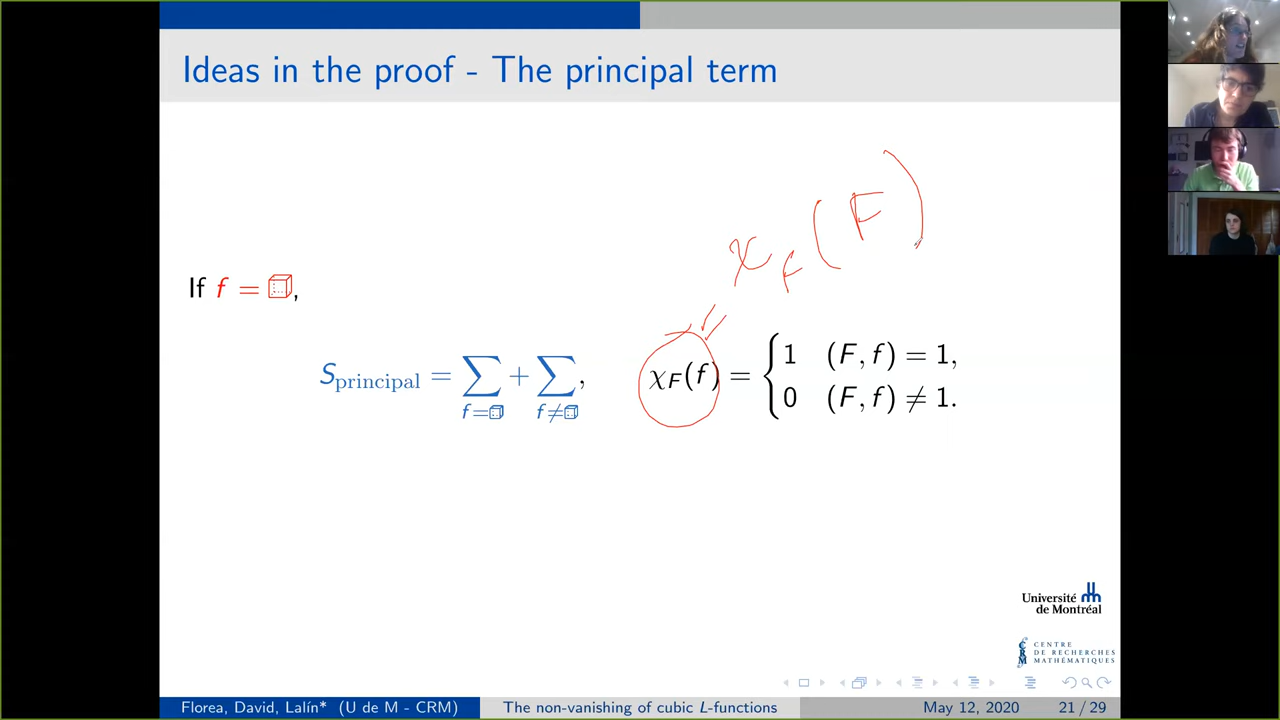 Ideas in the proof - The principal term
χ_F(F)
If f = ,
S_principal = ∑_{f=} + ∑_{f≠}, χ_F(f) = { 1 (F, f) = 1,
0 (F, f) ≠ 1.
Université
de Montréal
CRM
CENTRE
DE RECHERCHES
MATHÉMATIQUES
Florea, David, Lalín* (U de M - CRM) The non-vanishing of cubic L-functions May 12, 2020 21 / 29